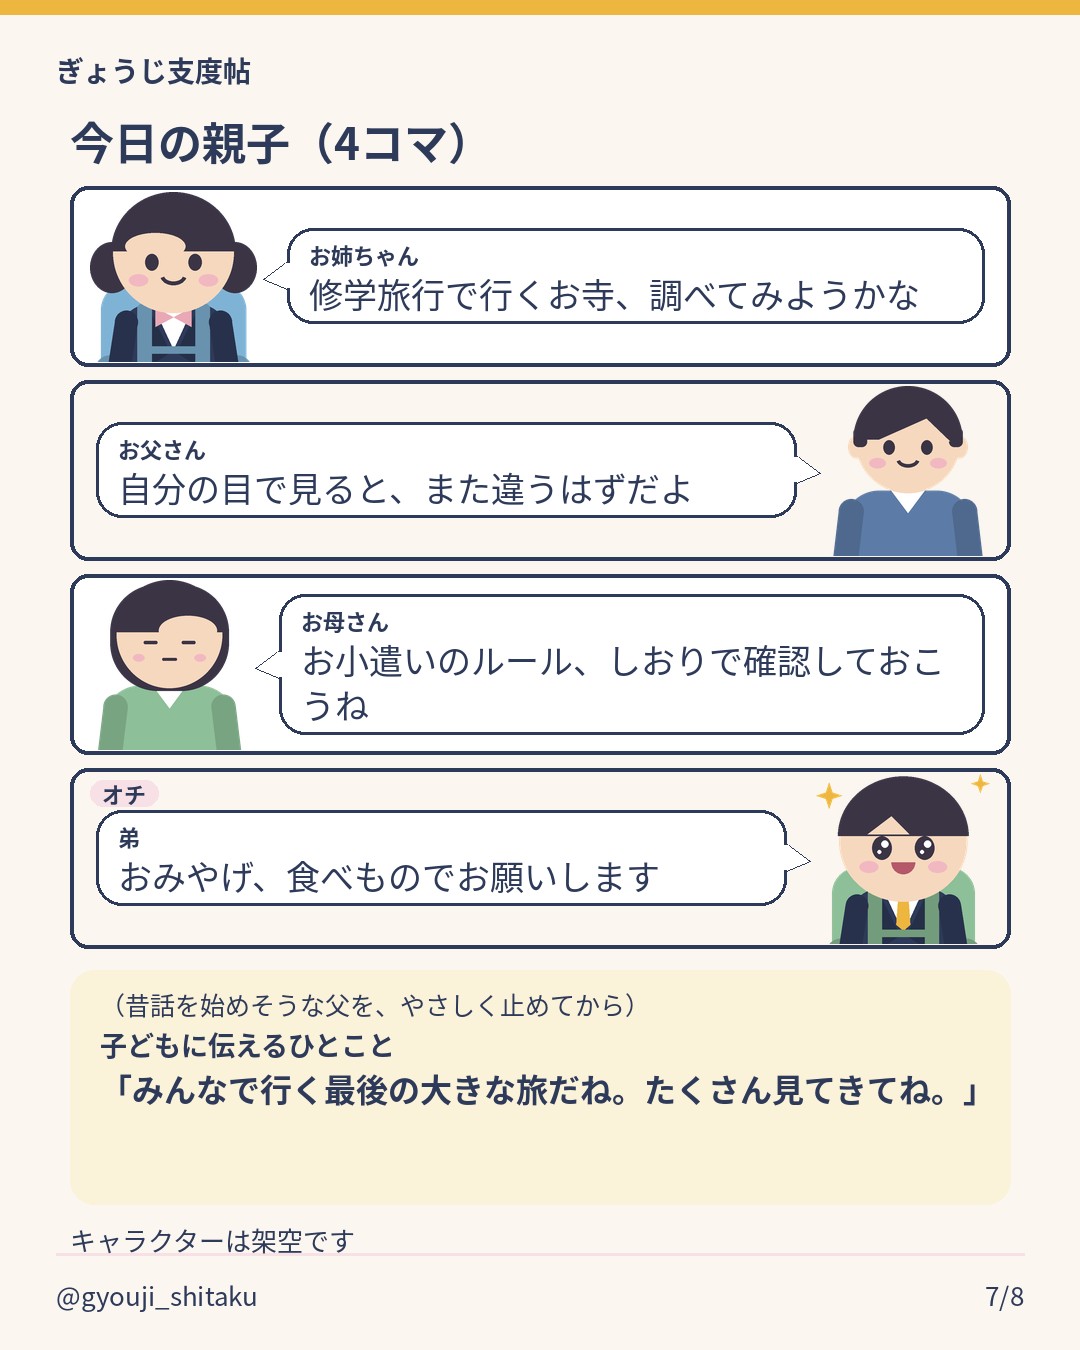 ぎょうじ支度帖
今日の親子（4コマ）
お姉ちゃん
修学旅行で行くお寺、調べてみようかな
お父さん
自分の目で見ると、また違うはずだよ
お母さん
お小遣いのルール、しおりで確認しておこ
うね
オチ
弟
おみやげ、食べものでお願いします
（昔話を始めそうな父を、やさしく止めてから）
子どもに伝えるひとこと
「みんなで行く最後の大きな旅だね。たくさん見てきてね。」
キャラクターは架空です
@gyouji_shitaku
7/8